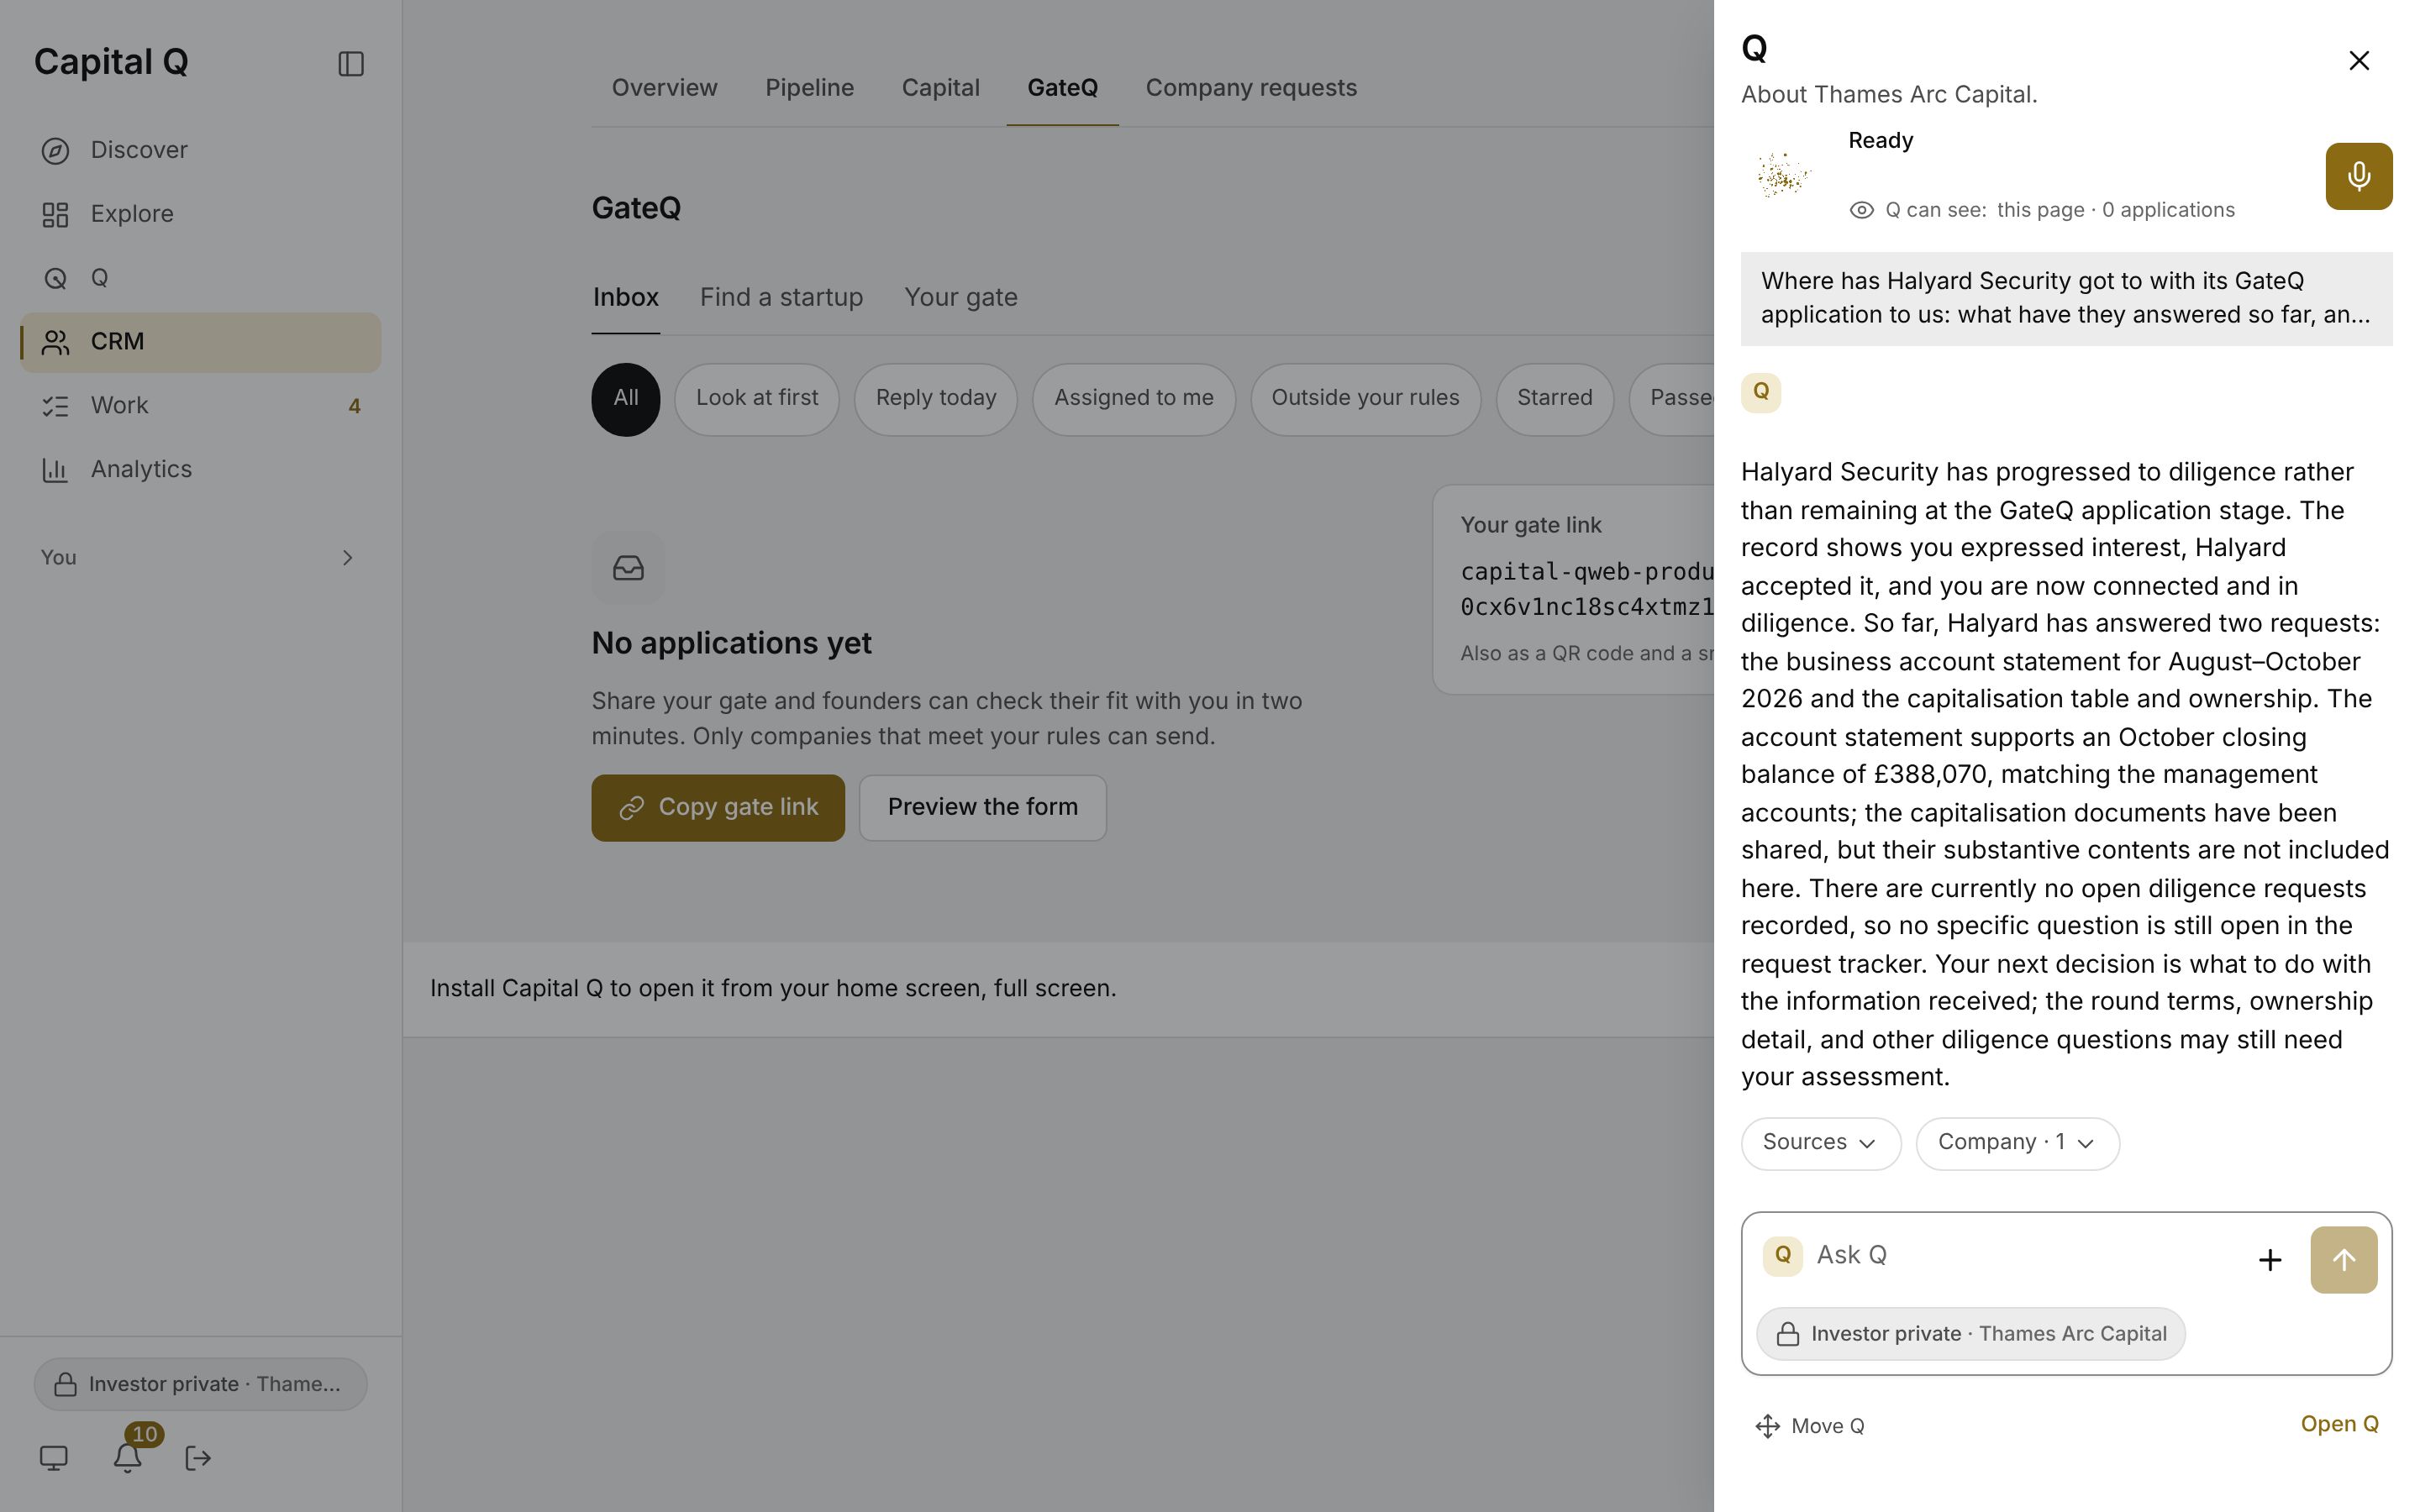 Capital Q
Discover
Explore
Q
CRM
Work 4
Analytics
You
Investor private · Thame...
10
Overview Pipeline Capital GateQ Company requests
GateQ
Inbox Find a startup Your gate
All Look at first Reply today Assigned to me Outside your rules Starred
No applications yet
Share your gate and founders can check their fit with you in two
minutes. Only companies that meet your rules can send.
Copy gate link Preview the form
Your gate link
capital-qweb-produ
0cx6v1nc18sc4xtmz1
Also as a QR code and a
Install Capital Q to open it from your home screen, full screen.
Q
About Thames Arc Capital.
Ready
Q can see: this page · 0 applications
Where has Halyard Security got to with its GateQ
application to us: what have they answered so far, an...
Q
Halyard Security has progressed to diligence rather
than remaining at the GateQ application stage. The
record shows you expressed interest, Halyard
accepted it, and you are now connected and in
diligence. So far, Halyard has answered two requests:
the business account statement for August–October
2026 and the capitalisation table and ownership. The
account statement supports an October closing
balance of £388,070, matching the management
accounts; the capitalisation documents have been
shared, but their substantive contents are not included
here. There are currently no open diligence requests
recorded, so no specific question is still open in the
request tracker. Your next decision is what to do with
the information received; the round terms, ownership
detail, and other diligence questions may still need
your assessment.
Sources Company · 1
Q Ask Q
Investor private · Thames Arc Capital
Move Q Open Q